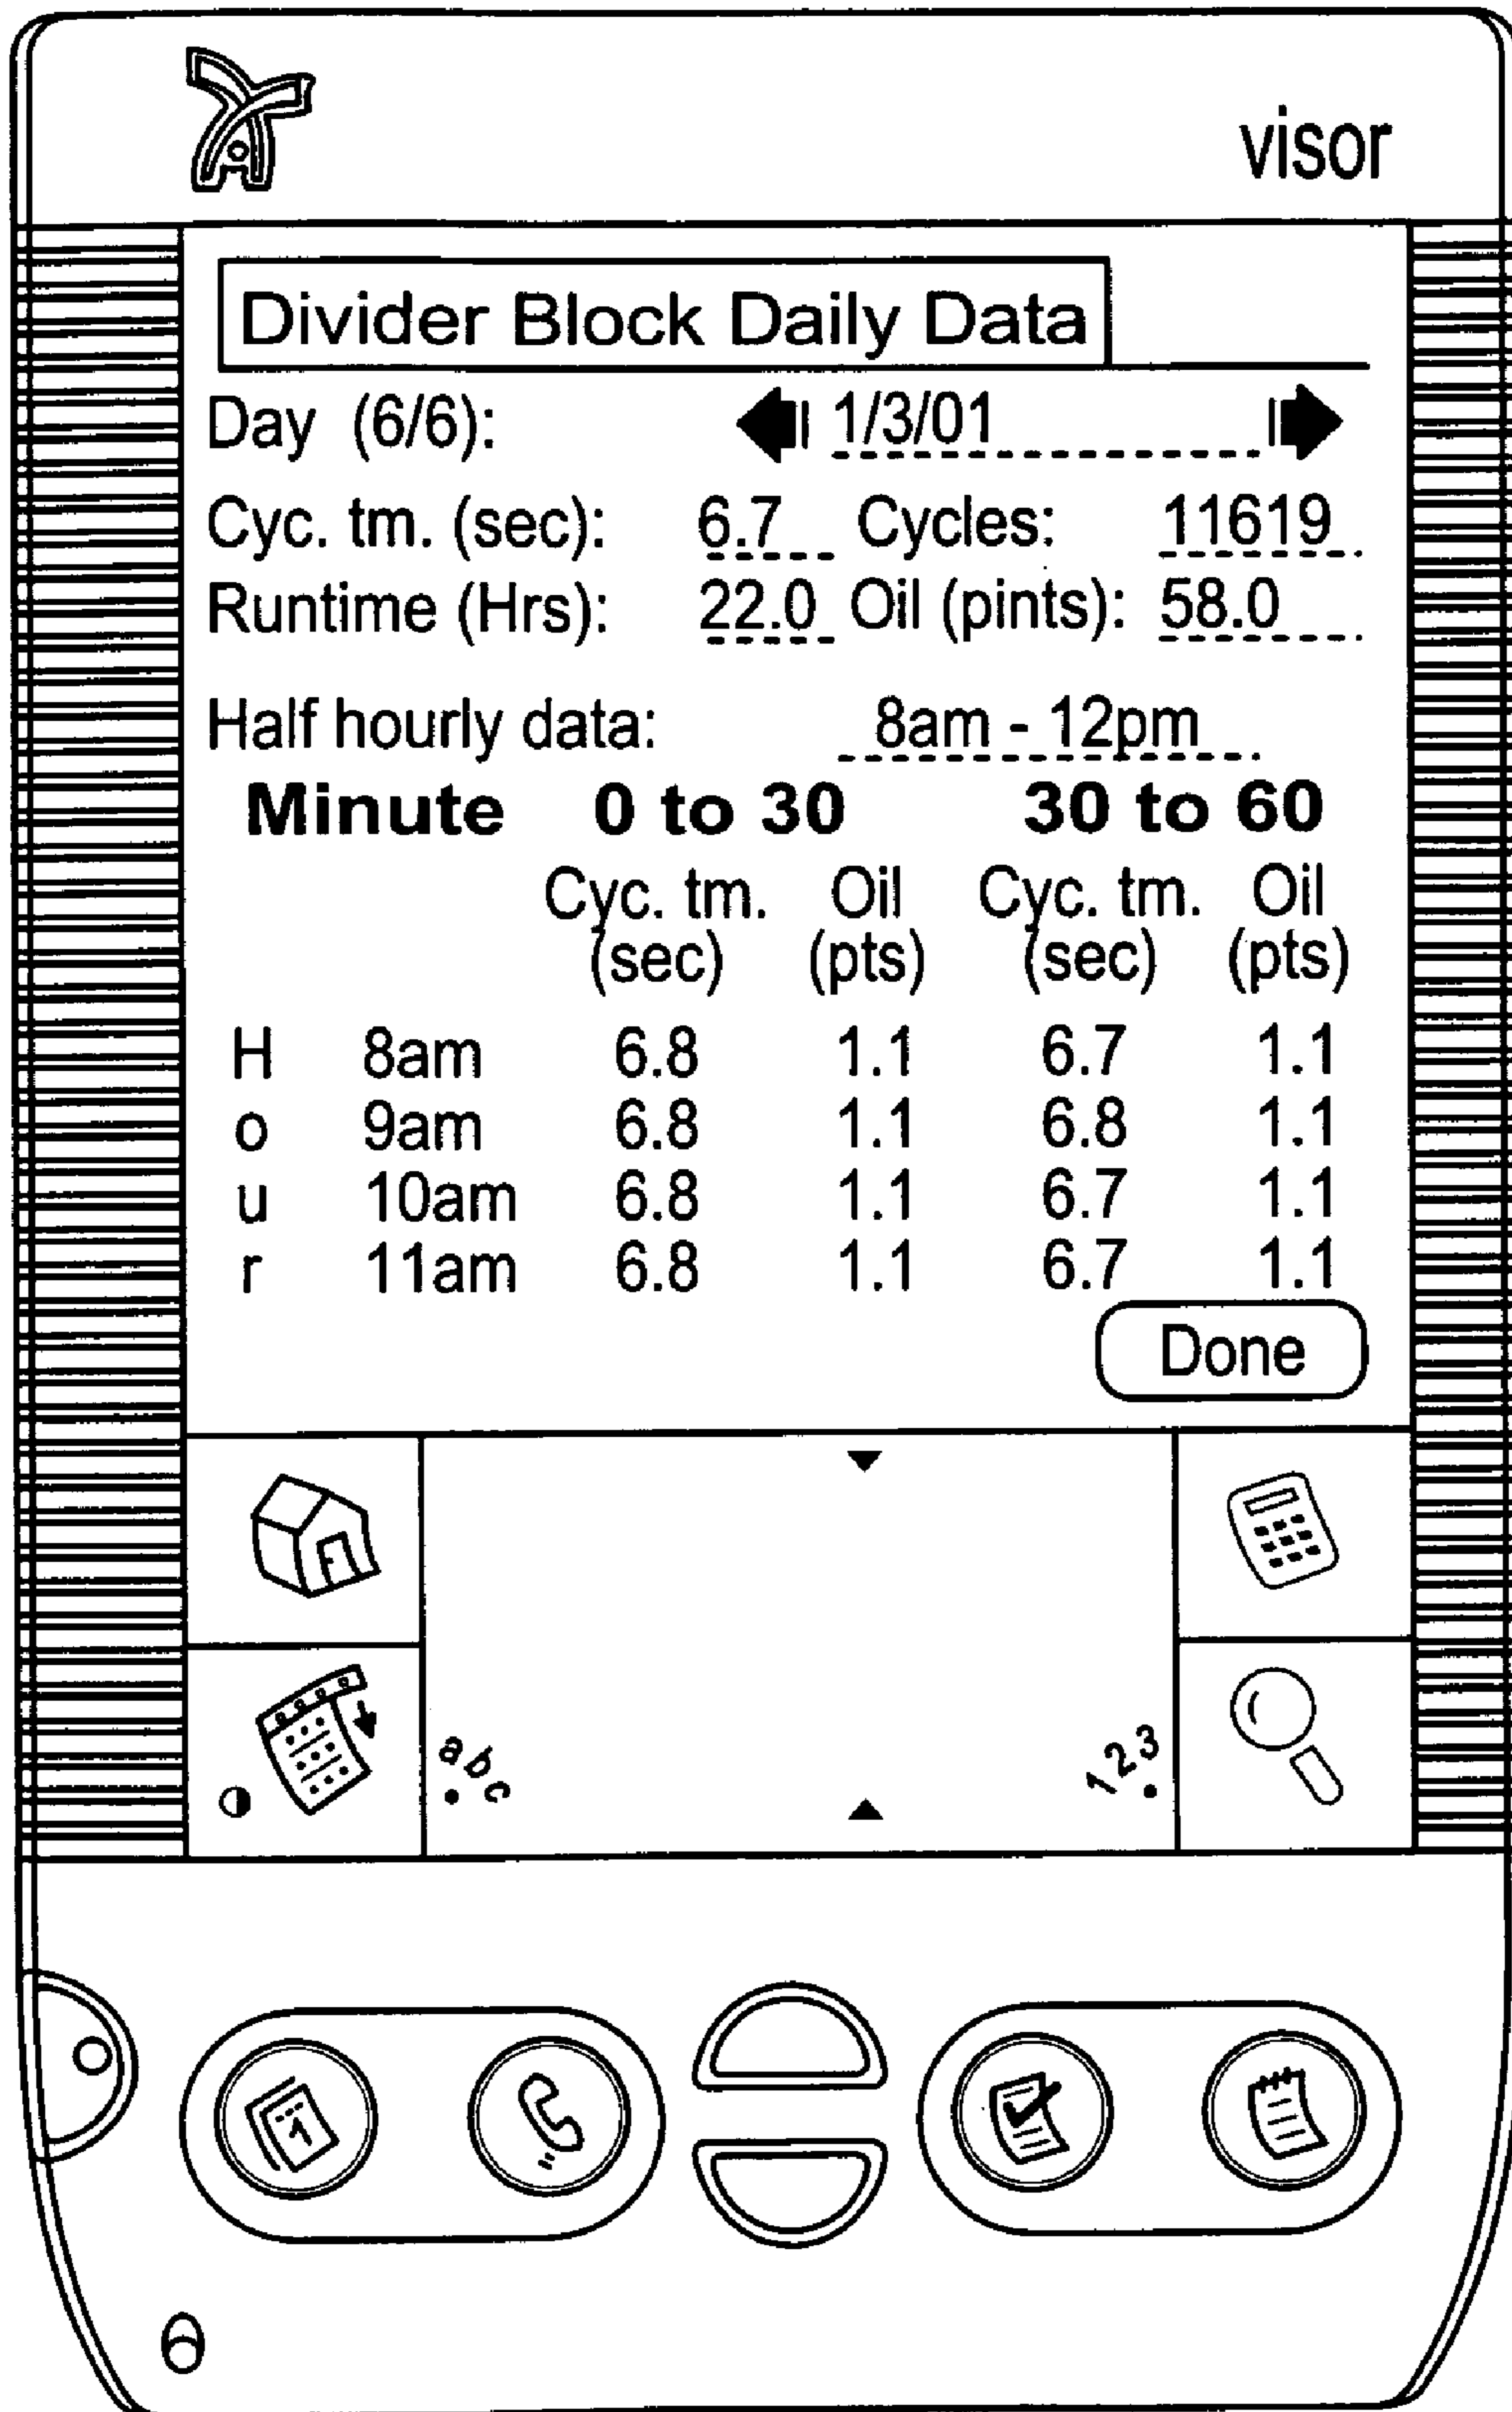 visor
Divider Block Daily Data
Day (6/6): 1/3/01
Cyc. tm. (sec): 6.7 Cycles: 11619
Runtime (Hrs): 22.0 Oil (pints): 58.0
Half hourly data: 8am - 12pm
Minute 0 to 30 30 to 60
Cyc. tm. Oil Cyc. tm. Oil
(sec) (pts) (sec) (pts)
H 8am 6.8 1.1 6.7 1.1
o 9am 6.8 1.1 6.8 1.1
u 10am 6.8 1.1 6.7 1.1
r 11am 6.8 1.1 6.7 1.1
Done
abc 123
1